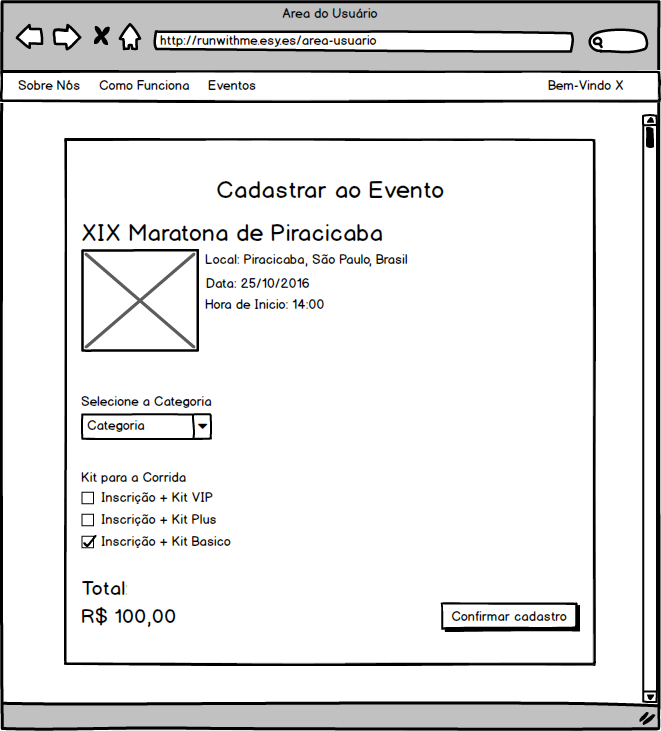 Area do Usuário
http://runwithme.esy.es/area-usuario
Sobre Nós Como Funciona Eventos Bem-Vindo X
Cadastrar ao Evento
XIX Maratona de Piracicaba
Local: Piracicaba, São Paulo, Brasil
Data: 25/10/2016
Hora de Inicio: 14:00
Selecione a Categoria
Categoria
Kit para a Corrida
Inscrição + Kit VIP
Inscrição + Kit Plus
Inscrição + Kit Basico
Total:
R$ 100,00
Confirmar cadastro